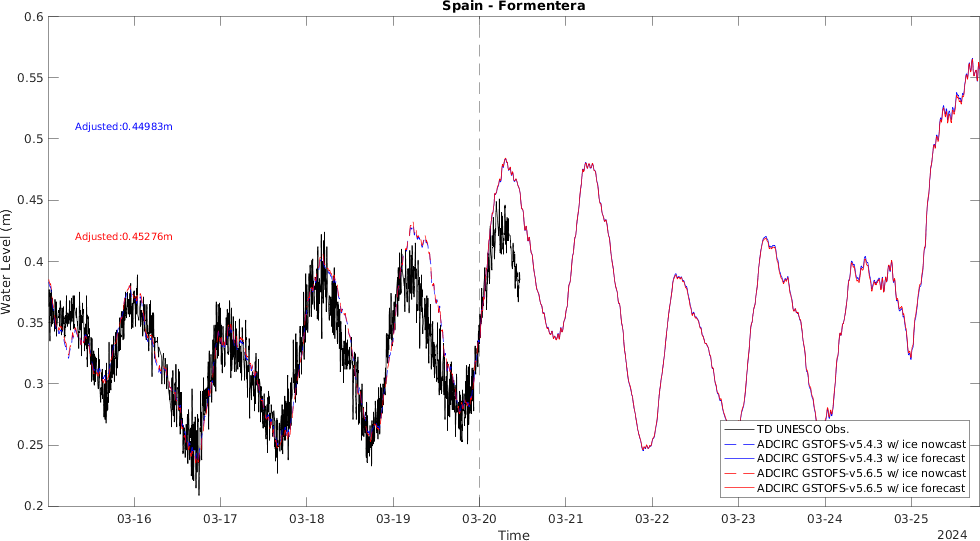 Spain - Formentera
0.6
0.55
0.5
0.45
0.4
0.35
0.3
0.25
0.2
Water Level (m)
Adjusted:0.44983m
Adjusted:0.45276m
TD UNESCO Obs.
ADCIRC GSTOFS-v5.4.3 w/ ice nowcast
ADCIRC GSTOFS-v5.4.3 w/ ice forecast
ADCIRC GSTOFS-v5.6.5 w/ ice nowcast
ADCIRC GSTOFS-v5.6.5 w/ ice forecast
03-16 03-17 03-18 03-19 03-20 03-21 03-22 03-23 03-24 03-25
Time
2024